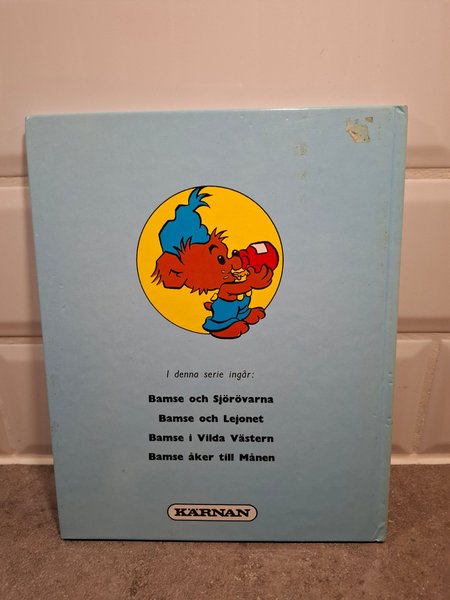 I denna serie ingår:
Bamse och Sjörövarna
Bamse och Lejonet
Bamse i Vilda Västern
Bamse åker till Månen
KÄRNAN